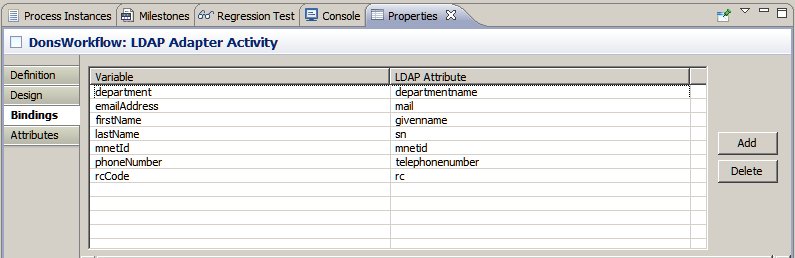 Process Instances Milestones Regression Test Console Properties
DonsWorkflow: LDAP Adapter Activity
Definition
Design
Bindings
Attributes
Variable LDAP Attribute
department departmentname
emailAddress mail
firstName givenname
lastName sn
mnetId mnetid
phoneNumber telephonenumber
rcCode rc
Add
Delete